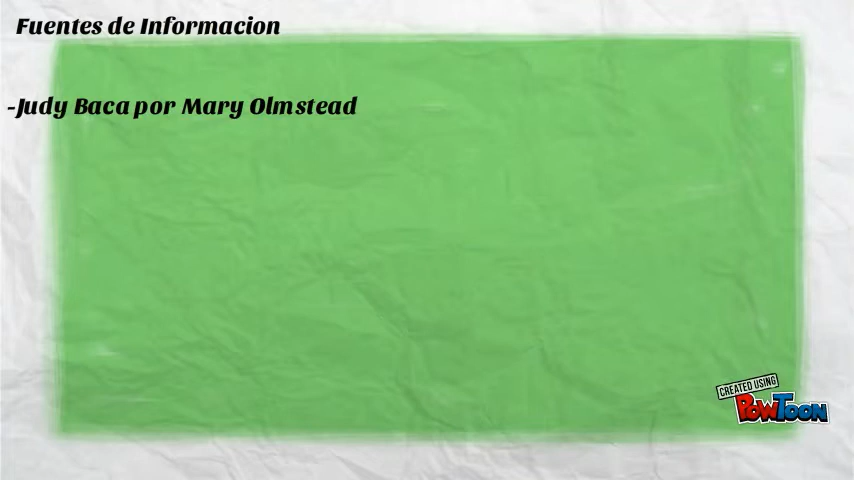 Fuentes de Informacion
-Judy Baca por Mary Olmstead
CREATED USING
POWTOON